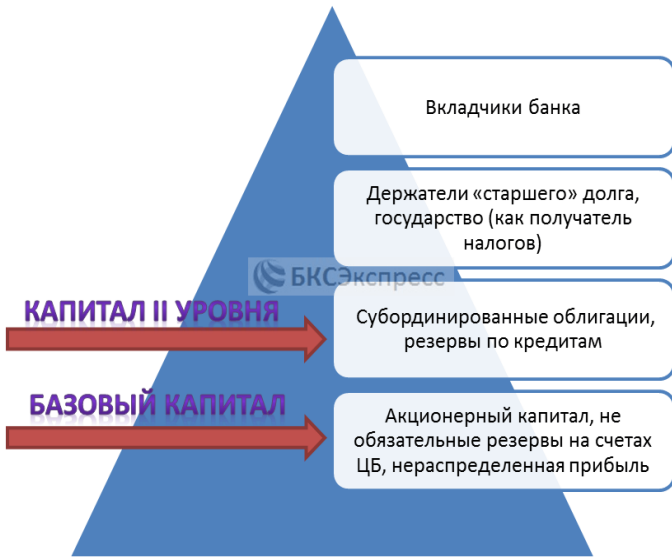 Вкладчики банка
Держатели «старшего» долга,
государство (как получатель
налогов)
БКСЭкспресс
КАПИТАЛ II УРОВНЯ
Субординированные облигации,
резервы по кредитам
БАЗОВЫЙ КАПИТАЛ
Акционерный капитал, не
обязательные резервы на счетах
ЦБ, нераспределенная прибыль